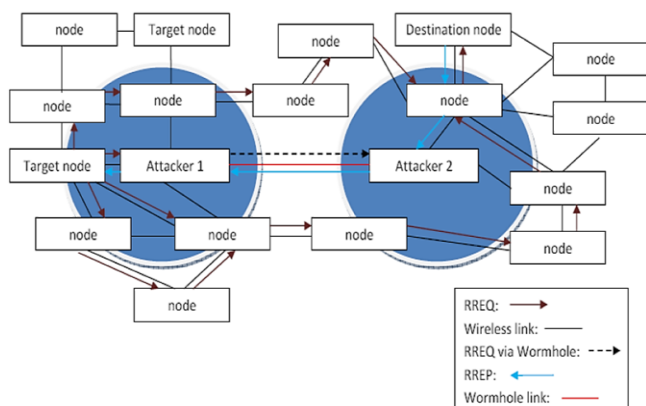 node
Target node
node
Destination node
node
node
node
node
node
node
Target node
Attacker 1
Attacker 2
node
node
node
node
node
node
RREQ:
Wireless link:
RREQ via Wormhole:
RREP:
Wormhole link: